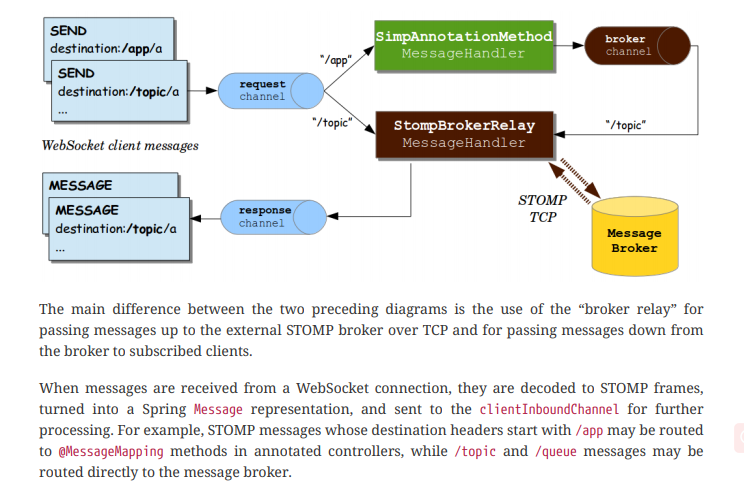 SEND
destination:/app/a
SEND
destination:/topic/a
...
WebSocket client messages
request
channel
"/app"
"/topic"
SimpAnnotationMethod
MessageHandler
broker
channel
StompBrokerRelay
MessageHandler
"/topic"
MESSAGE
MESSAGE
destination:/topic/a
...
response
channel
STOMP
TCP
Message
Broker
The main difference between the two preceding diagrams is the use of the “broker relay” for
passing messages up to the external STOMP broker over TCP and for passing messages down from
the broker to subscribed clients.
When messages are received from a WebSocket connection, they are decoded to STOMP frames,
turned into a Spring Message representation, and sent to the clientInboundChannel for further
processing. For example, STOMP messages whose destination headers start with /app may be routed
to @MessageMapping methods in annotated controllers, while /topic and /queue messages may be
routed directly to the message broker.